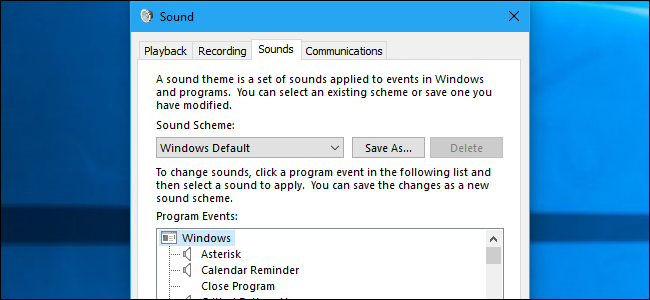 Sound
Playback Recording Sounds Communications
A sound theme is a set of sounds applied to events in Windows
and programs. You can select an existing scheme or save one you
have modified.
Sound Scheme:
Windows Default Save As... Delete
To change sounds, click a program event in the following list and
then select a sound to apply. You can save the changes as a new
sound scheme.
Program Events:
Windows
Asterisk
Calendar Reminder
Close Program